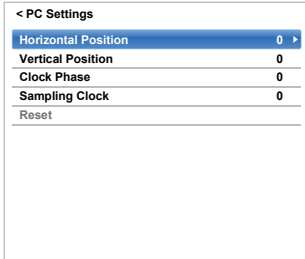 < PC Settings
Horizontal Position 0
Vertical Position 0
Clock Phase 0
Sampling Clock 0
Reset